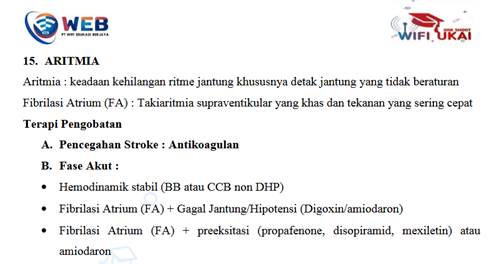 WEB
PT WIFI EDUKASI BERJAYA
ONE SHOOT
WIFI UKAI
15. ARITMIA
Aritmia : keadaan kehilangan ritme jantung khususnya detak jantung yang tidak beraturan
Fibrilasi Atrium (FA) : Takiaritmia supraventikular yang khas dan tekanan yang sering cepat
Terapi Pengobatan
A. Pencegahan Stroke : Antikoagulan
B. Fase Akut :
• Hemodinamik stabil (BB atau CCB non DHP)
• Fibrilasi Atrium (FA) + Gagal Jantung/Hipotensi (Digoxin/amiodaron)
• Fibrilasi Atrium (FA) + preeksitasi (propafenone, disopiramid, mexiletin) atau
amiodaron